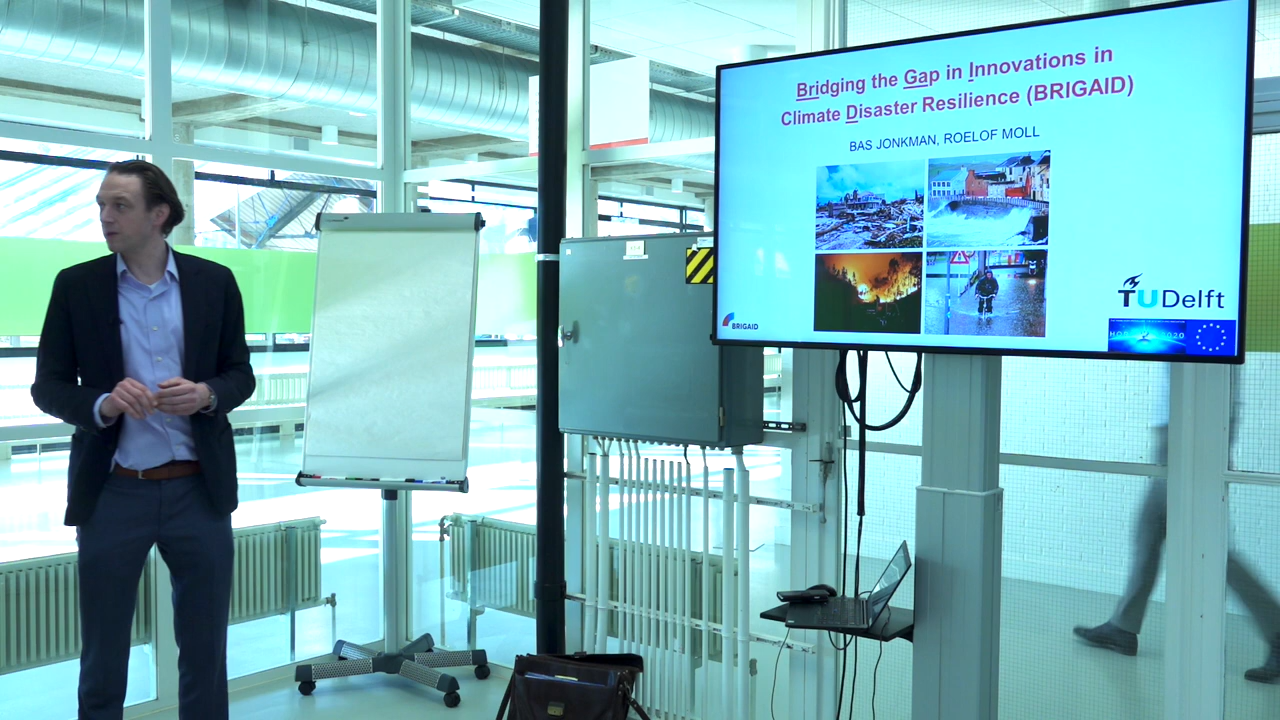 Bridging the Gap in Innovations in
Climate Disaster Resilience (BRIGAID)
BAS JONKMAN, ROELOF MOLL
BRIGAID
TUDelft